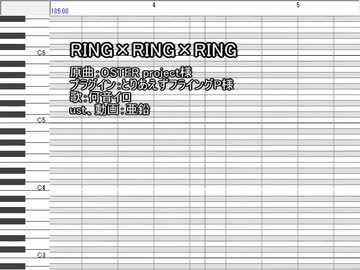 185.00
4
5
C6
RING×RING×RING
原曲：OSTER project様
プラグイン：とりあえずフライングP様
歌：何音イロ
ust、動画：亜鉛
C5
C4
C3